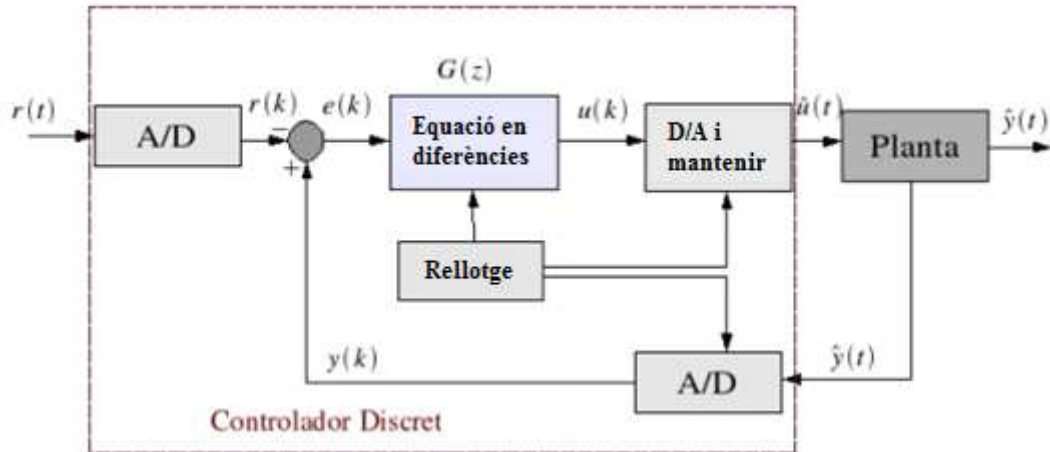 G(z)
r(t)
A/D
r(k)
−
+
e(k)
Equació en
diferències
u(k)
D/A i
mantenir
û(t)
Planta
ŷ(t)
Rellotge
y(k)
A/D
ŷ(t)
Controlador Discret